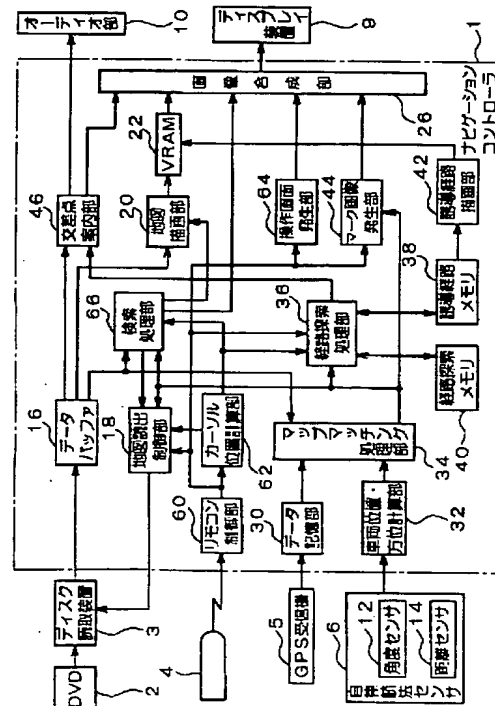 オーディオ部
10
ディスプレイ
装置
9
1
ナビゲーション
コントローラ
画像合成部
26
22
VRAM
46
交差点
案内部
20
地図
描画部
64
操作画面
発生部
44
マーク画像
発生部
42
誘導経路
描画部
66
検索
処理部
36
経路探索
処理部
38
誘導経路
メモリ
16
データ
バッファ
18
地図読出
制御部
カーソル
位置計算部
62
マップマッチング
処理部
34
経路探索
メモリ
40
60
リモコン
制御部
30
データ
記憶部
車両位置・
方位計算部
32
ディスク
読取装置
3
DVD
2
4
5
GPS受信機
6
12
角度センサ
14
距離センサ
自律航法センサ